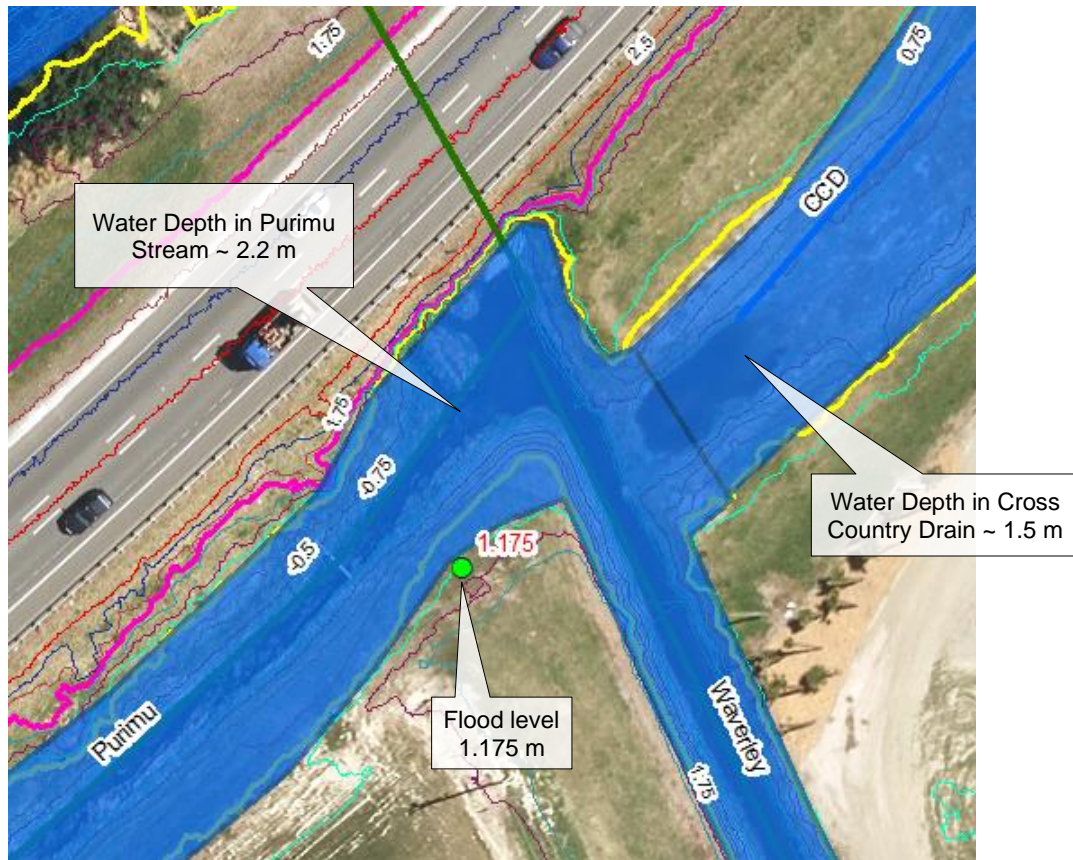 1.75
2.5
0.75
CCD
Water Depth in Purimu
Stream ~ 2.2 m
1.75
-0.75
-0.5
1.175
Water Depth in Cross
Country Drain ~ 1.5 m
Purimu
Flood level
1.175 m
Waverley
1.75